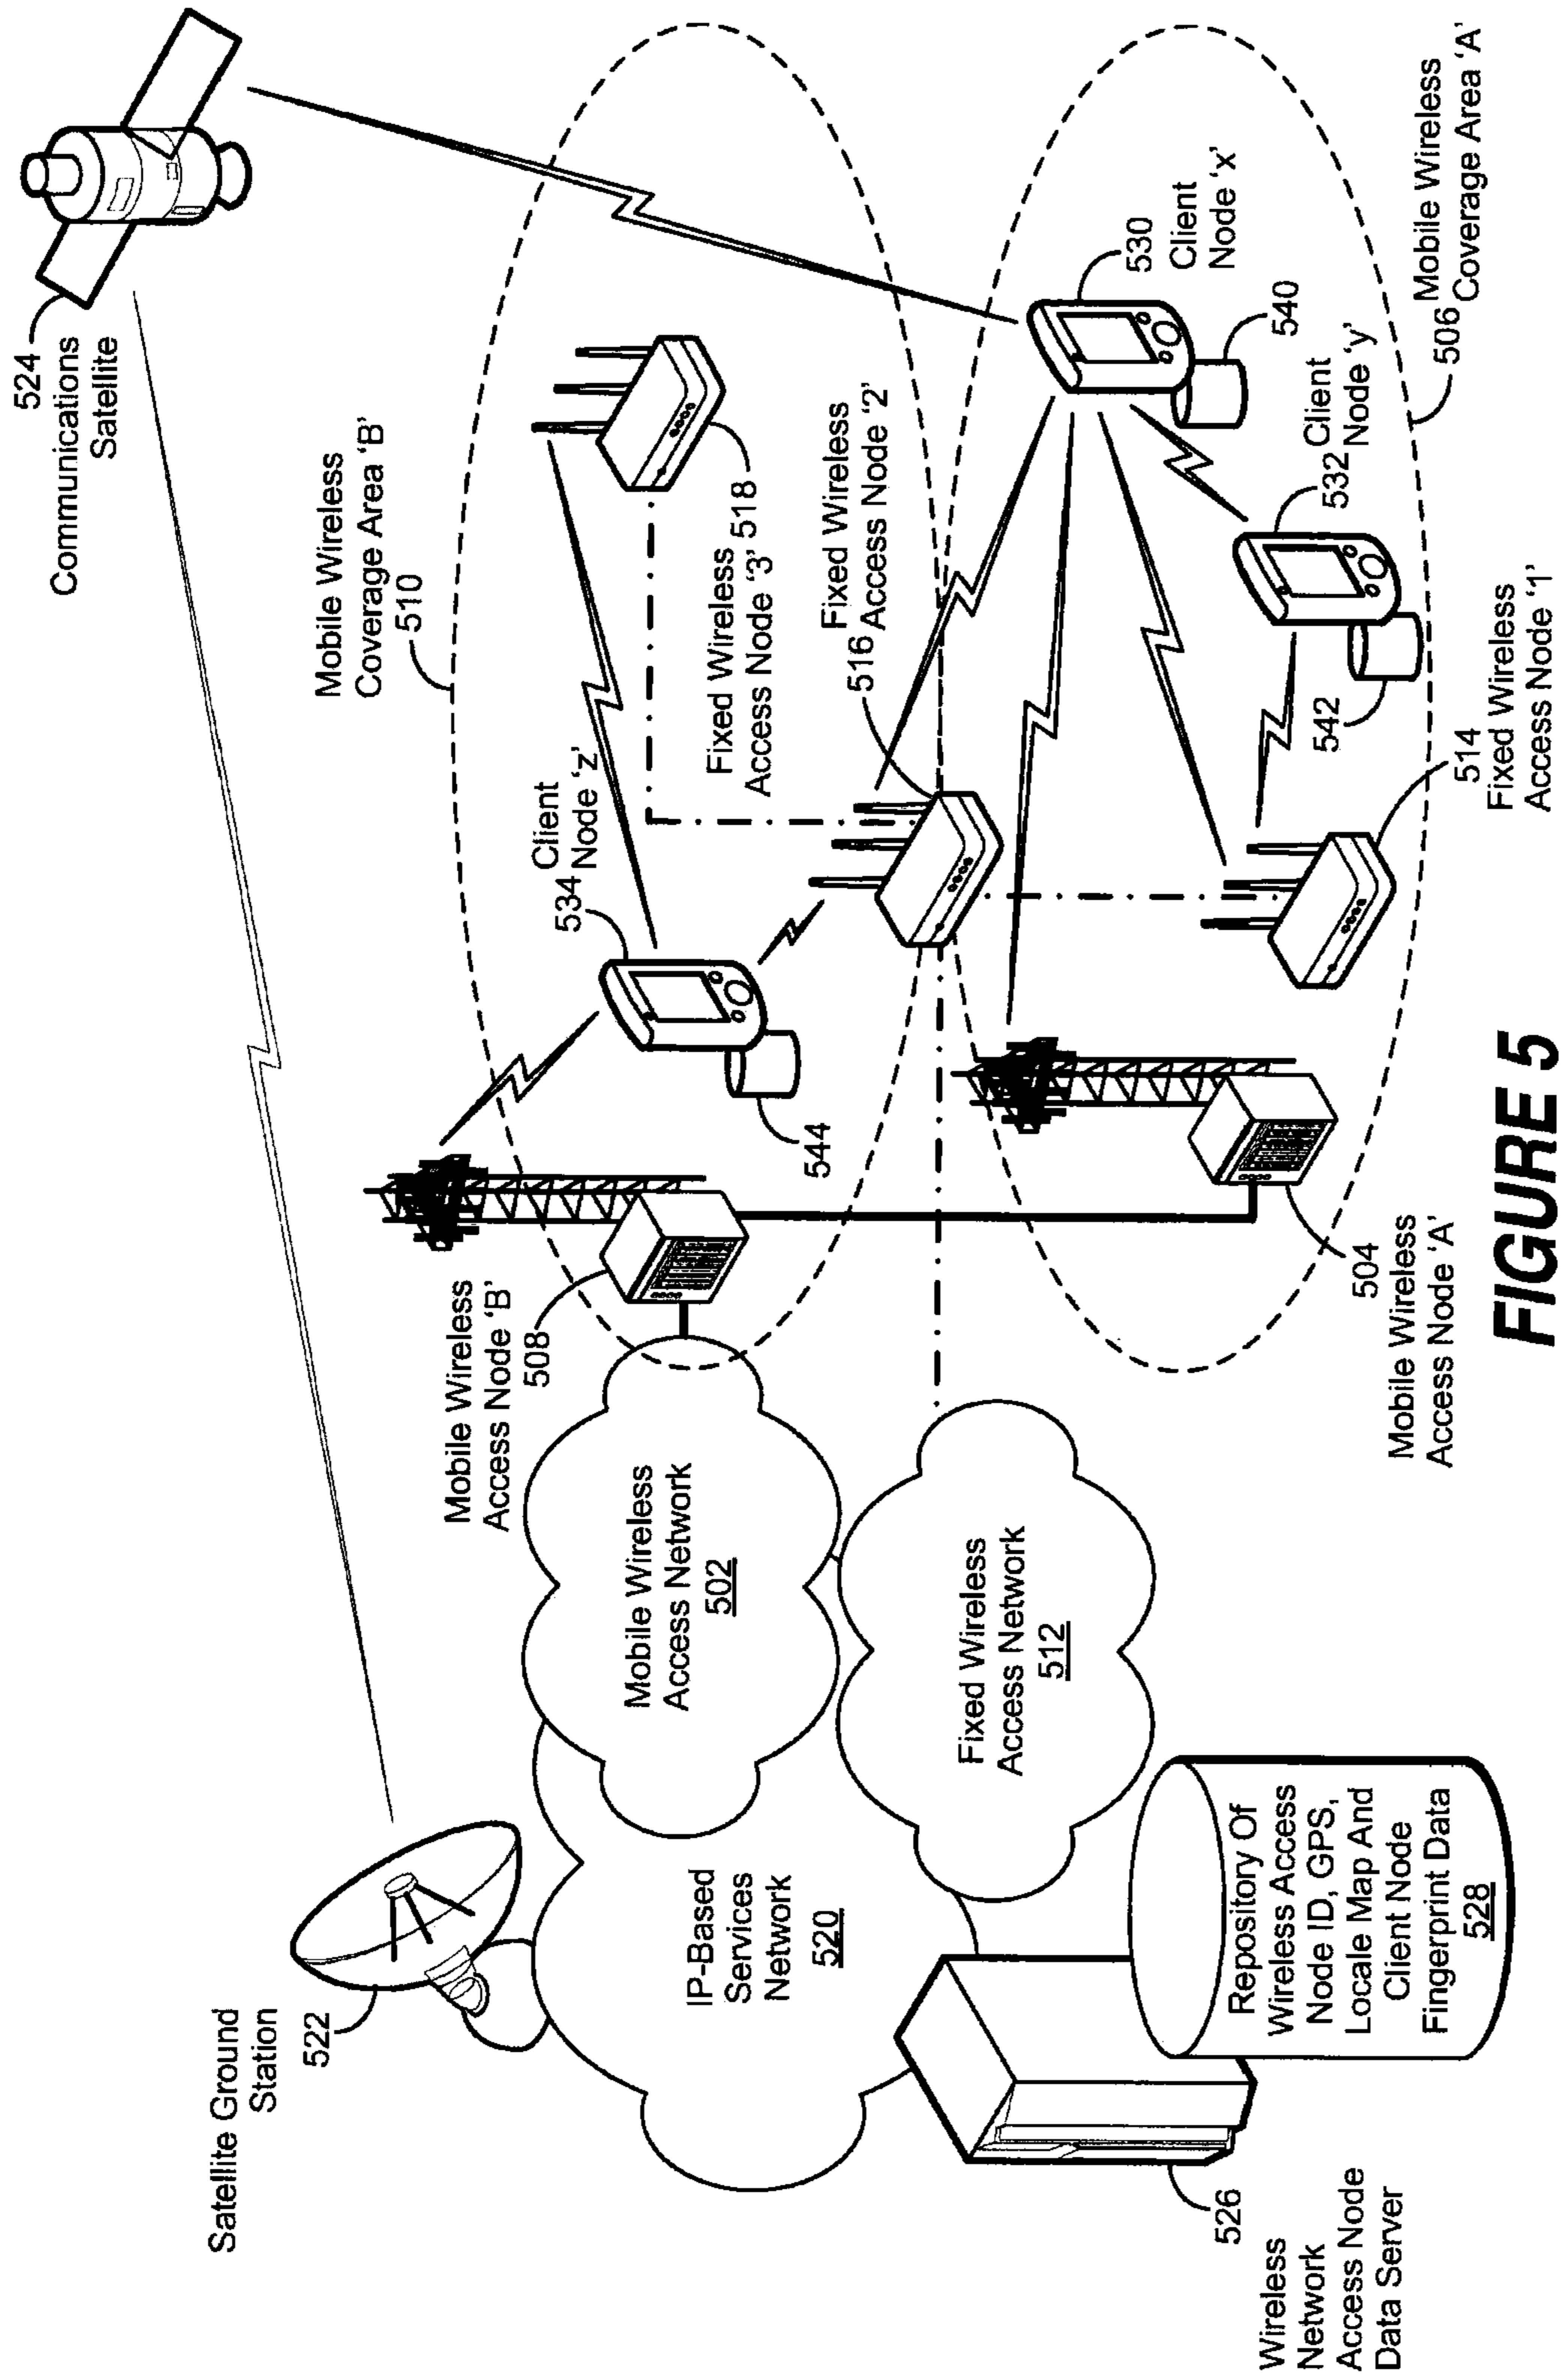 524
Communications
Satellite
Mobile Wireless
Coverage Area 'B'
510
Satellite Ground
Station
522
Mobile Wireless
Access Node 'B'
508
534
Client
Node 'z'
544
Fixed Wireless
Access Node '3'
518
Mobile Wireless
Access Network
502
IP-Based
Services
Network
520
Fixed Wireless
Access Node '2'
516
Fixed Wireless
Access Network
512
530
Client
Node 'x'
540
532
Client
Node 'y'
542
506
Mobile Wireless
Coverage Area 'A'
514
Fixed Wireless
Access Node '1'
504
Mobile Wireless
Access Node 'A'
526
Wireless
Network
Access Node
Data Server
Repository Of
Wireless Access
Node ID, GPS,
Locale Map And
Client Node
Fingerprint Data
528
FIGURE 5